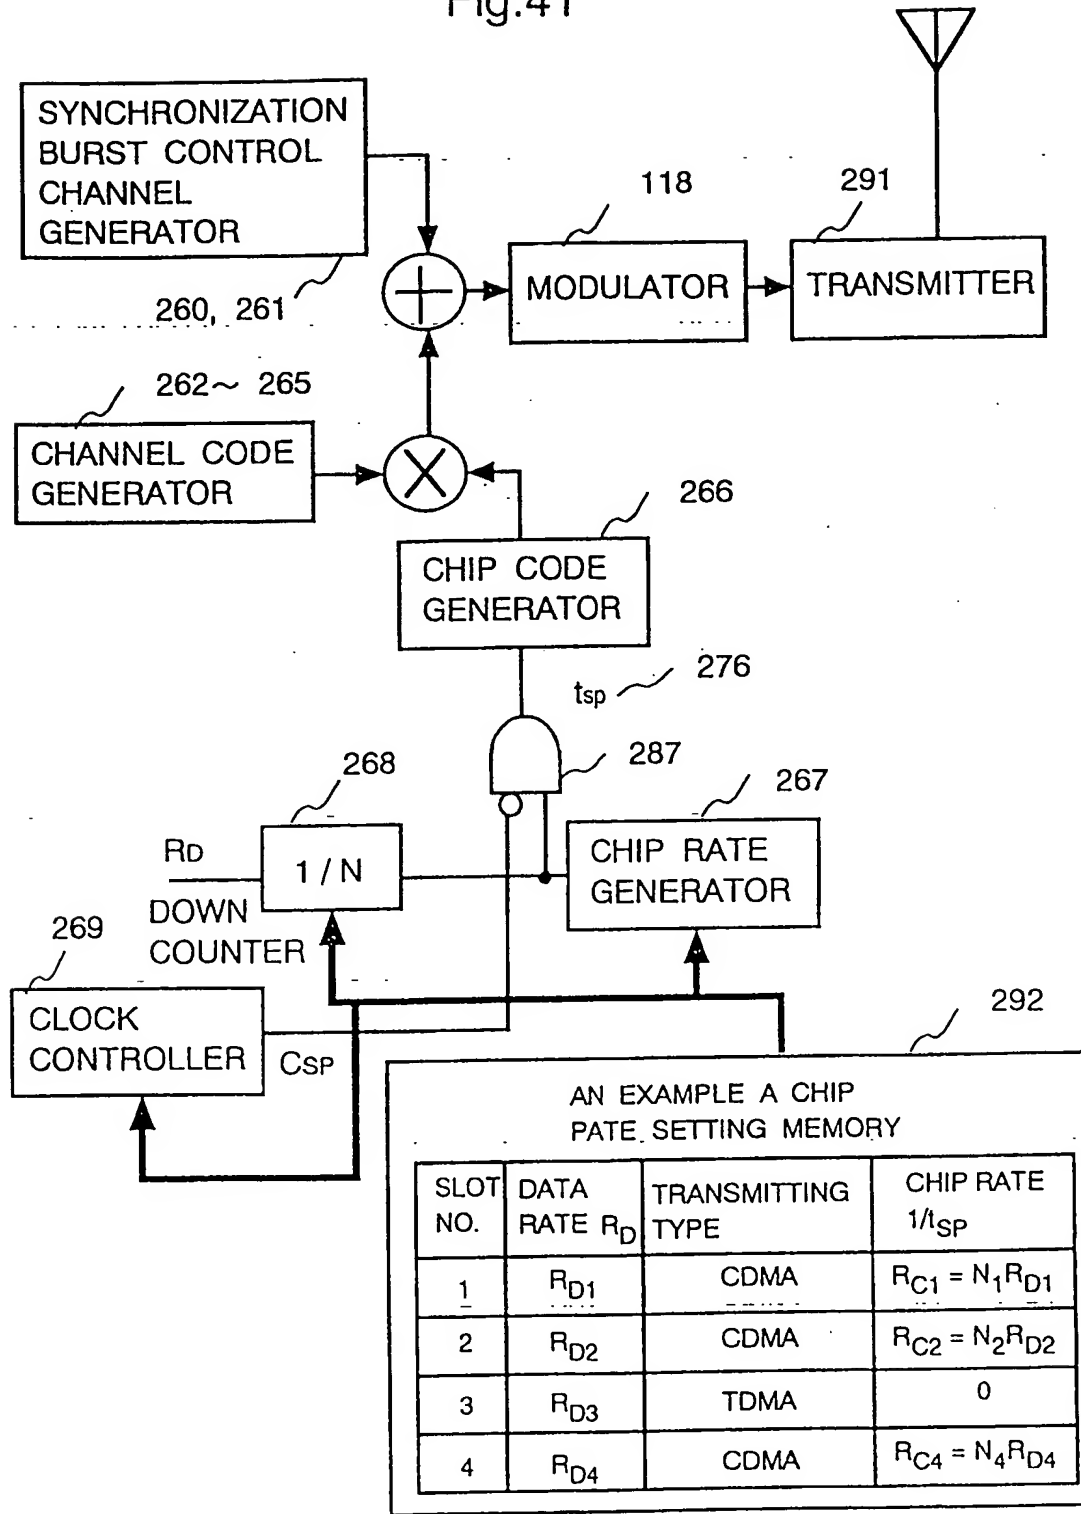 Fig.41
SYNCHRONIZATION
BURST CONTROL
CHANNEL
GENERATOR
260, 261
118
291
MODULATOR
TRANSMITTER
262~ 265
CHANNEL CODE
GENERATOR
266
CHIP CODE
GENERATOR
tsp
276
287
268
267
RD
1 / N
CHIP RATE
GENERATOR
DOWN
COUNTER
269
CLOCK
CONTROLLER
CSP
292
AN EXAMPLE A CHIP
PATE SETTING MEMORY
SLOT NO. DATA RATE RD TRANSMITTING TYPE CHIP RATE 1/tSP
1 RD1 CDMA RC1 = N1RD1
2 RD2 CDMA RC2 = N2RD2
3 RD3 TDMA 0
4 RD4 CDMA RC4 = N4RD4